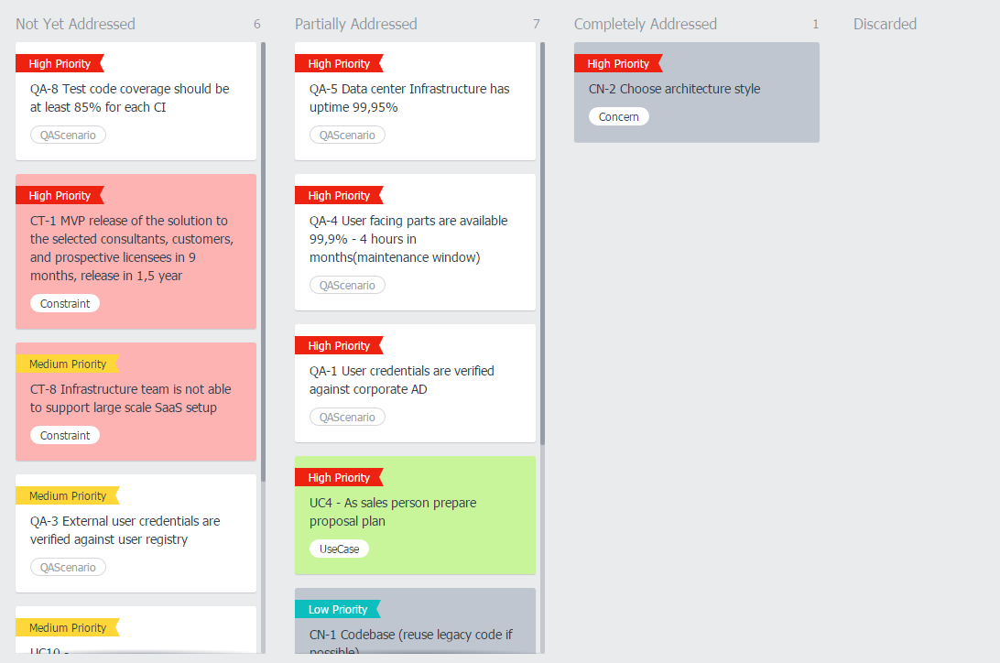 Not Yet Addressed 6
High Priority
QA-8 Test code coverage should be
at least 85% for each CI
QAScenario
High Priority
CT-1 MVP release of the solution to
the selected consultants, customers,
and prospective licensees in 9
months, release in 1,5 year
Constraint
Medium Priority
CT-8 Infrastructure team is not able
to support large scale SaaS setup
Constraint
Medium Priority
QA-3 External user credentials are
verified against user registry
QAScenario
Medium Priority
UC10 -
Partially Addressed 7
High Priority
QA-5 Data center Infrastructure has
uptime 99,95%
QAScenario
High Priority
QA-4 User facing parts are available
99,9% - 4 hours in
months(maintenance window)
QAScenario
High Priority
QA-1 User credentials are verified
against corporate AD
QAScenario
High Priority
UC4 - As sales person prepare
proposal plan
UseCase
Low Priority
CN-1 Codebase (reuse legacy code if
possible)
Completely Addressed 1
High Priority
CN-2 Choose architecture style
Concern
Discarded